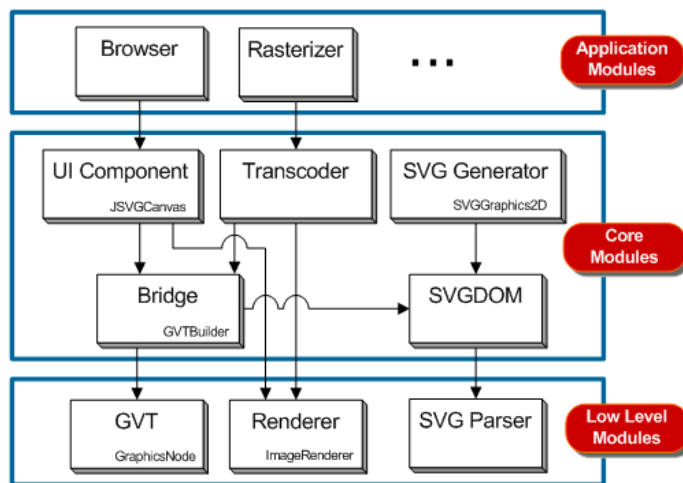 Browser
Rasterizer
...
Application
Modules
UI Component
JSVGCanvas
Transcoder
SVG Generator
SVGGraphics2D
Core
Modules
Bridge
GVTBuilder
SVGDOM
GVT
GraphicsNode
Renderer
ImageRenderer
SVG Parser
Low Level
Modules